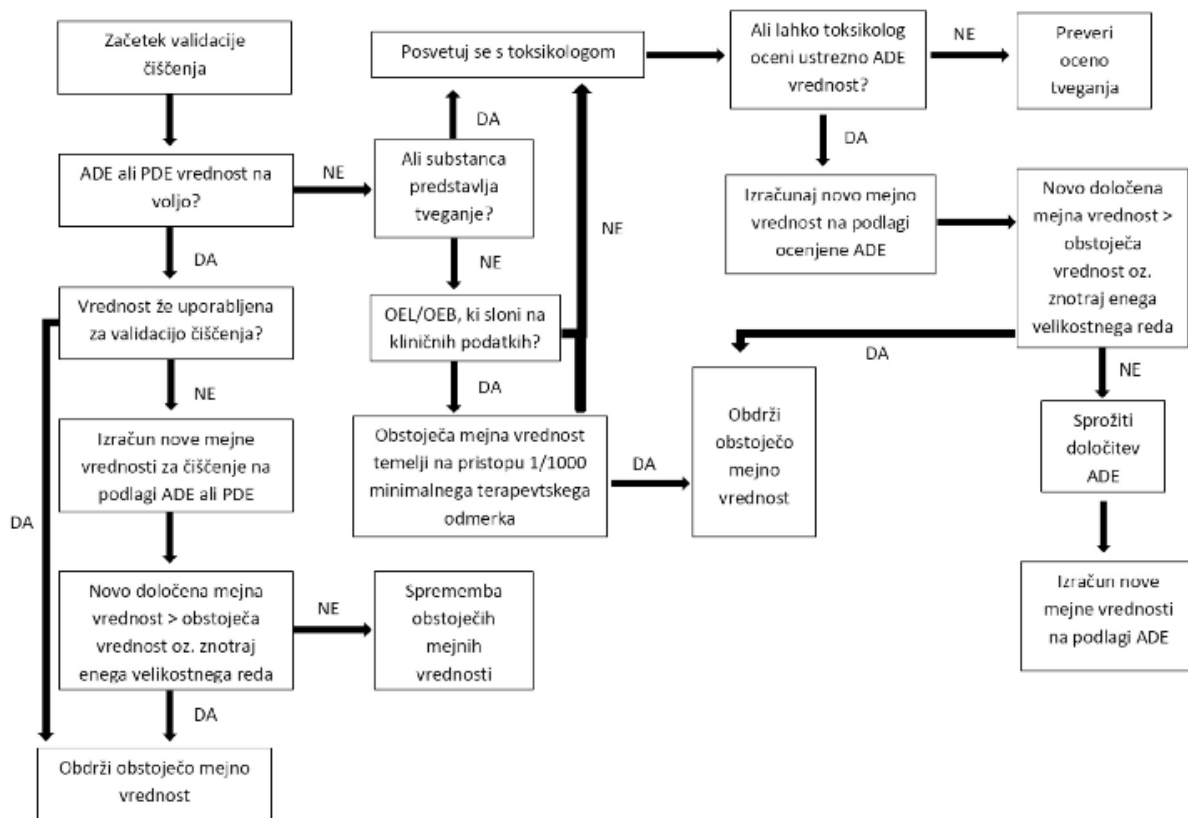 Začetek validacije
čiščenja
ADE ali PDE vrednost na
voljo?
NE
DA
Vrednost že uporabljena
za validacijo čiščenja?
NE
Izračun nove mejne
vrednosti za čiščenje na
podlagi ADE ali PDE
DA
Novo določena mejna
vrednost > obstoječa
vrednost oz. znotraj
enega velikostnega reda
NE
DA
Obdrži obstoječo mejno
vrednost
Sprememba
obstoječih
mejnih
vrednosti
Posvetuj se s toksikologom
DA
Ali substanca
predstavlja
tveganje?
NE
OEL/OEB, ki sloni na
kliničnih podatkih?
NE
DA
Obstoječa mejna vrednost
temelji na pristopu 1/1000
minimalnega terapevtskega
odmerka
DA
Obdrži
obstoječo
mejno
vrednost
Ali lahko toksikolog
oceni ustrezno ADE
vrednost?
NE
Preveri
oceno
tveganja
DA
Izračunaj novo mejno
vrednost na podlagi
ocenjene ADE
Novo določena
mejna vrednost >
obstoječa
vrednost oz.
znotraj enega
velikostnega reda
DA
NE
Sprožiti
določitev
ADE
Izračun nove
mejne vrednosti
na podlagi ADE